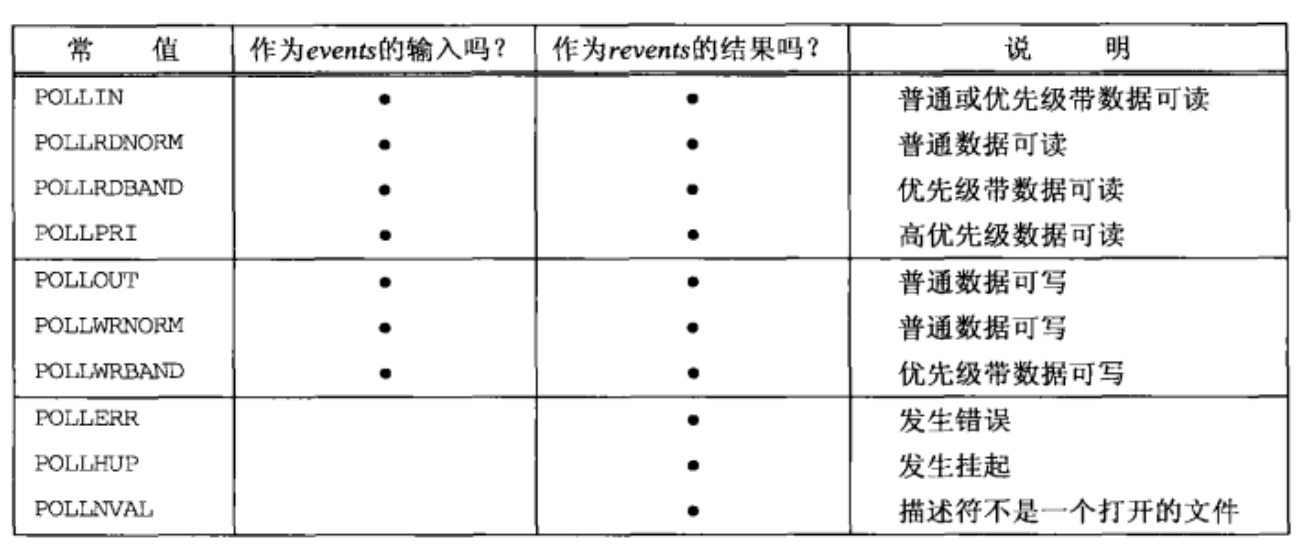 常 值 作为events的输入吗? 作为revents的结果吗? 说 明
POLLIN • • 普通或优先级带数据可读
POLLRDNORM • • 普通数据可读
POLLRDBAND • • 优先级带数据可读
POLLPRI • • 高优先级数据可读
POLLOUT • • 普通数据可写
POLLWRNORM • • 普通数据可写
POLLWRBAND • • 优先级带数据可写
POLLERR • 发生错误
POLLHUP • 发生挂起
POLLNVAL • 描述符不是一个打开的文件